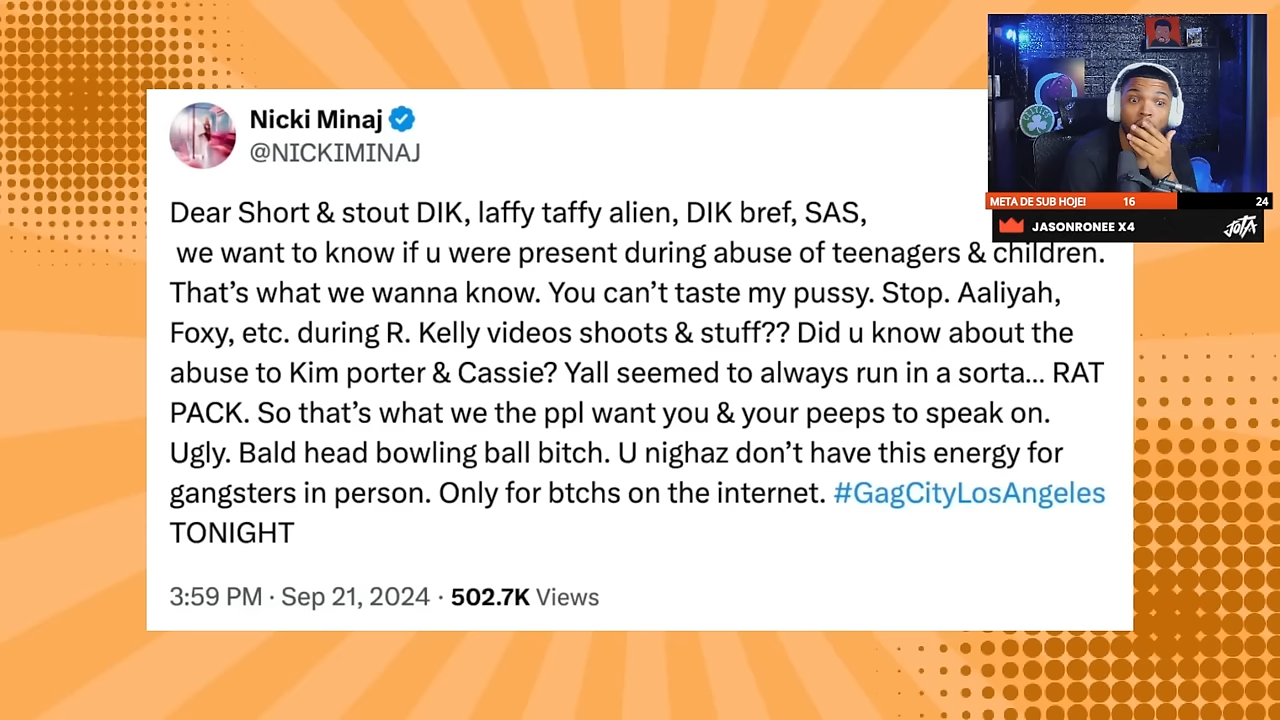 Nicki Minaj
@NICKIMINAJ
Dear Short & stout DIK, laffy taffy alien, DIK bref, SAS,
we want to know if u were present during abuse of teenagers & children.
That’s what we wanna know. You can’t taste my pussy. Stop. Aaliyah,
Foxy, etc. during R. Kelly videos shoots & stuff?? Did u know about the
abuse to Kim porter & Cassie? Yall seemed to always run in a sorta... RAT
PACK. So that’s what we the ppl want you & your peeps to speak on.
Ugly. Bald head bowling ball bitch. U nighaz don’t have this energy for
gangsters in person. Only for btchs on the internet. #GagCityLosAngeles
TONIGHT
3:59 PM · Sep 21, 2024 · 502.7K Views
META DE SUB HOJE! 16 24
JASONRONEE X4
JOTA